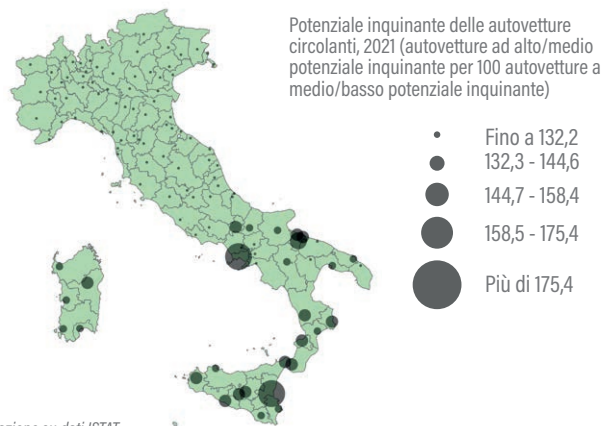 Potenziale inquinante delle autovetture
circolanti, 2021 (autovetture ad alto/medio
potenziale inquinante per 100 autovetture a
medio/basso potenziale inquinante)
Fino a 132,2
132,3 - 144,6
144,7 - 158,4
158,5 - 175,4
Più di 175,4
su dati ISTAT